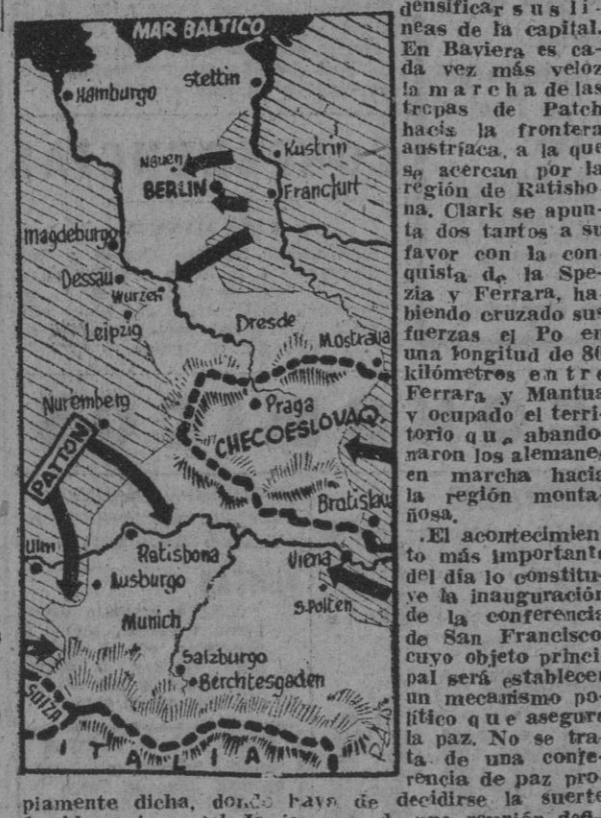 MAR BALTICO
Hamburgo
Stettin
Nauen
Kustrin
BERLIN
Francfurt
Magdeburgo
Dessau
Wurzen
Leipzig
Dresde
M.ostrava
Nuremberg
Praga
CHECOESLOVAQ.
PATTON
Bratislav
Ulm
Ratisbona
Viena
Ausburgo
S.Polten
Munich
Salzburgo
Berchtesgaden
SUIZA
ITALIA
densificar sus lí-
neas de la capital.
En Baviera es ca-
da vez más veloz
la marcha de las
tropas de Patch
hacia la frontera
austríaca, a la que
se acercan por la
región de Ratisbo-
na. Clark se apun-
ta dos tantos a su
favor con la con-
quista de la Spe-
zia y Ferrara, ha-
biendo cruzado sus
fuerzas el Po en
una longitud de 80
kilómetros entre
Ferrara y Mantua
y ocupado el terri-
torio que abando-
naron los alemanes
en marcha hacia
la región monta-
ñosa.
.El acontecimien-
to más importante
del día lo constitu-
ye la inauguración
de la conferencia
de San Francisco
cuyo objeto princi-
pal será establecer
un mecanismo po-
lítico que asegure
la paz. No se tra-
ta de una confe-
rencia de paz pro-
piamente dicha, donde haya de decidirse la suerte